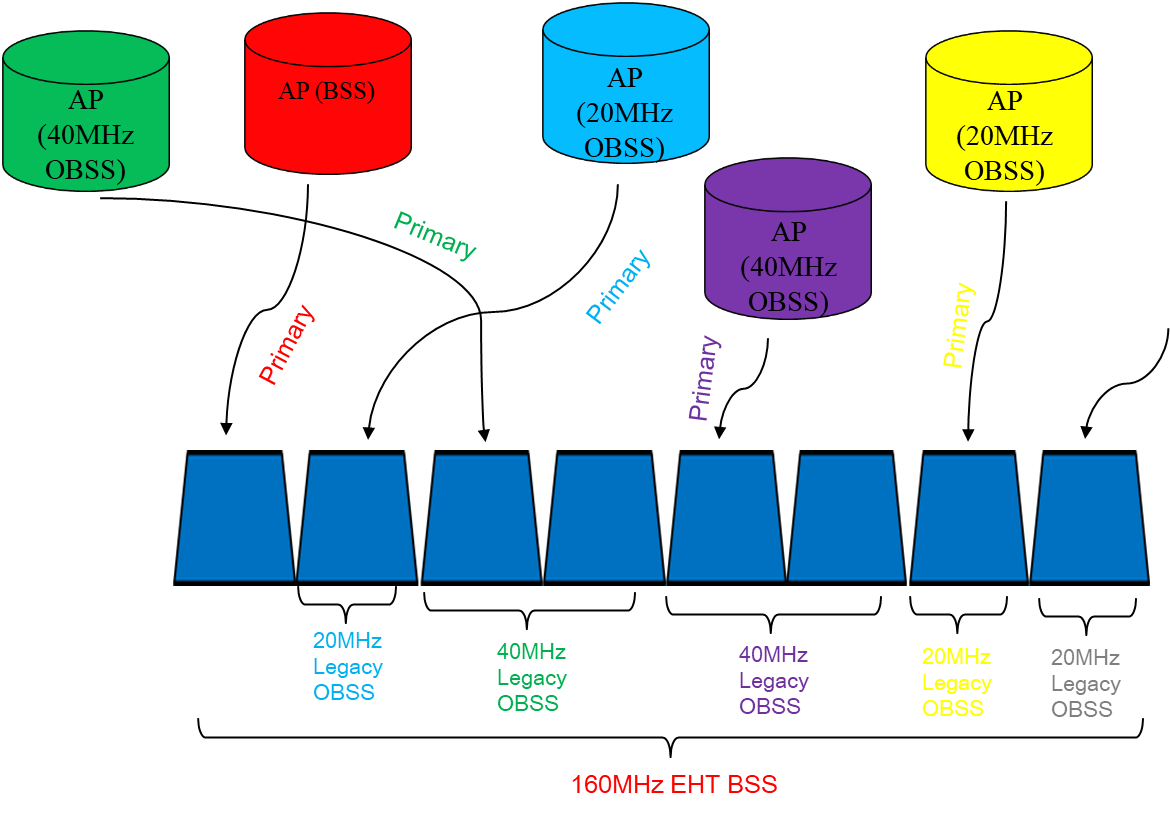 AP
(40MHz
OBSS)
AP (BSS)
AP
(20MHz
OBSS)
AP
(40MHz
OBSS)
AP
(20MHz
OBSS)
Primary
Primary
Primary
Primary
Primary
20MHz
Legacy
OBSS
40MHz
Legacy
OBSS
40MHz
Legacy
OBSS
20MHz
Legacy
OBSS
20MHz
Legacy
OBSS
160MHz EHT BSS